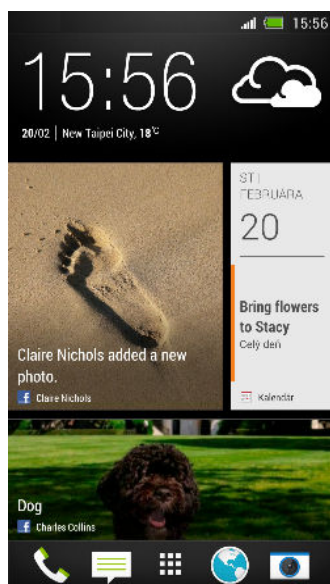 15:56
15:56
20/02 | New Taipei City, 18°C
ST |
FEBRUÁRA
20
Bring flowers
to Stacy
Celý deň
Kalendár
Claire Nichols added a new
photo.
Claire Nichols
Dog
Charles Collins